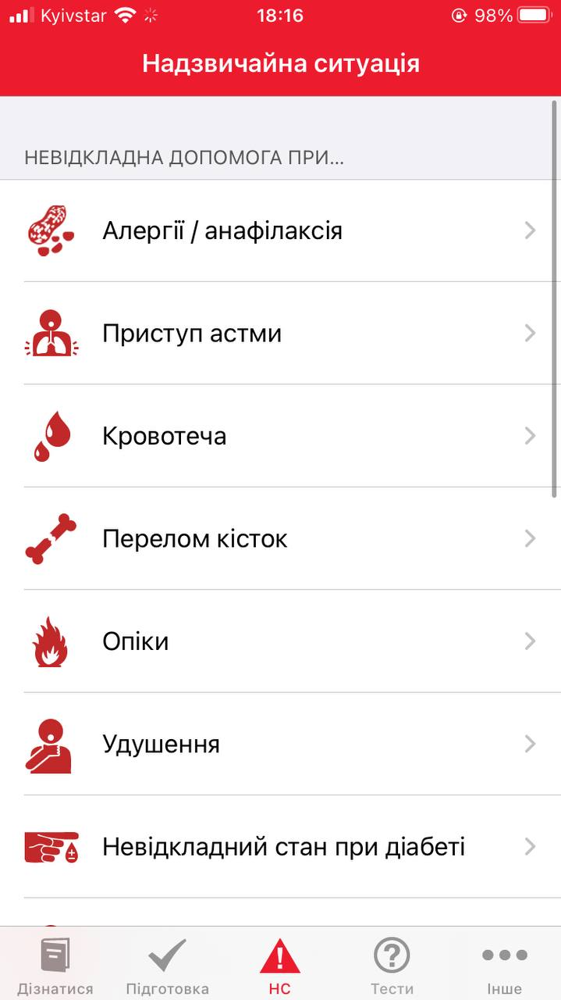 Kyivstar 18:16 98%
Надзвичайна ситуація
НЕВІДКЛАДНА ДОПОМОГА ПРИ...
Алергії / анафілаксія
Приступ астми
Кровотеча
Перелом кісток
Опіки
Удушення
Невідкладний стан при діабеті
Дізнатися Підготовка НС Тести Інше